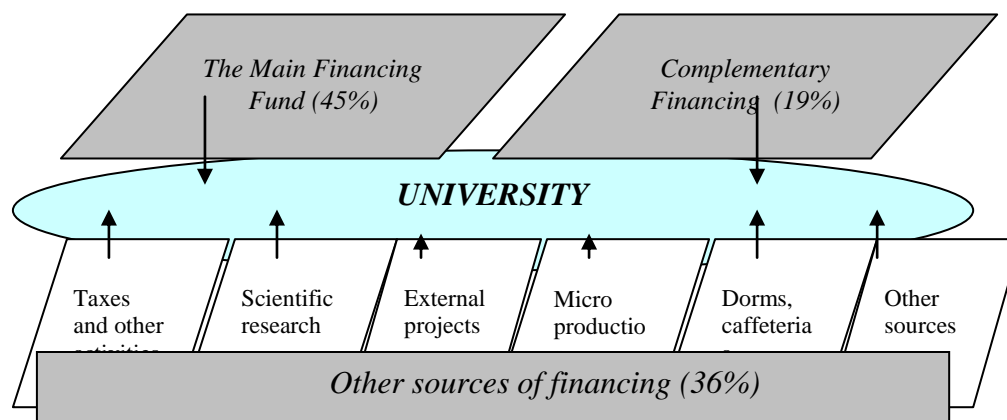 The Main Financing
Fund (45%)
Complementary
Financing (19%)
UNIVERSITY
Taxes
and other
activities
Scientific
research
External
projects
Micro
productio
Dorms,
caffeteria
Other
sources
Other sources of financing (36%)